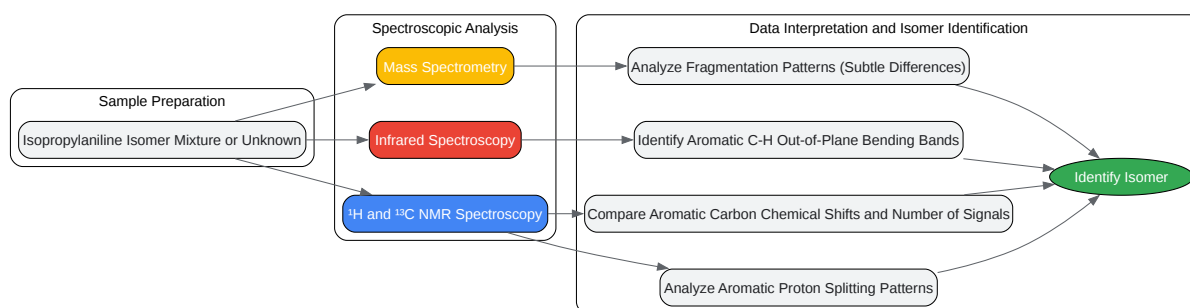 Sample Preparation
Isopropylaniline Isomer Mixture or Unknown
Spectroscopic Analysis
Mass Spectrometry
Infrared Spectroscopy
¹H and ¹³C NMR Spectroscopy
Data Interpretation and Isomer Identification
Analyze Fragmentation Patterns (Subtle Differences)
Identify Aromatic C-H Out-of-Plane Bending Bands
Compare Aromatic Carbon Chemical Shifts and Number of Signals
Analyze Aromatic Proton Splitting Patterns
Identify Isomer